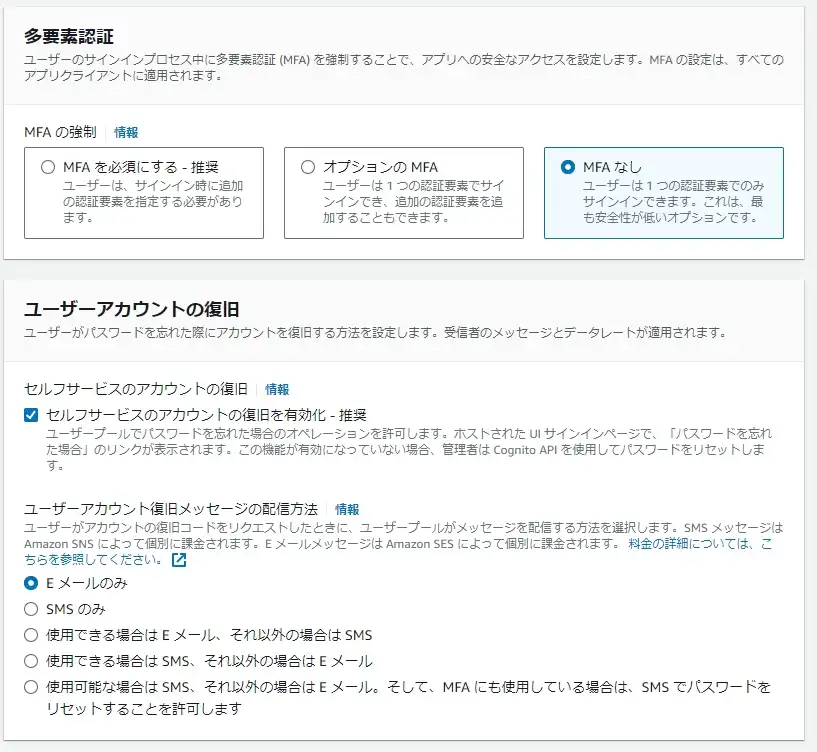 多要素認証
ユーザーのサインインプロセス中に多要素認証 (MFA) を強制することで、アプリへの安全なアクセスを設定します。MFA の設定は、すべての
アプリクライアントに適用されます。
MFA の強制 情報
MFA を必須にする - 推奨
ユーザーは、サインイン時に追加
の認証要素を指定する必要があり
ます。
オプションの MFA
ユーザーは 1 つの認証要素でサイ
ンインでき、追加の認証要素を追
加することもできます。
MFA なし
ユーザーは 1 つの認証要素でのみ
サインインできます。これは、最
も安全性が低いオプションです。
ユーザーアカウントの復旧
ユーザーがパスワードを忘れた際にアカウントを復旧する方法を設定します。受信者のメッセージとデータレートが適用されます。
セルフサービスのアカウントの復旧 情報
セルフサービスのアカウントの復旧を有効化 - 推奨
ユーザープールでパスワードを忘れた場合のオペレーションを許可します。ホストされた UI サインインページで、「パスワードを忘れ
た場合」のリンクが表示されます。この機能が有効になっていない場合、管理者は Cognito API を使用してパスワードをリセットしま
す。
ユーザーアカウント復旧メッセージの配信方法 情報
ユーザーがアカウントの復旧コードをリクエストしたときに、ユーザープールがメッセージを配信する方法を選択します。SMS メッセージは
Amazon SNS によって個別に課金されます。E メールメッセージは Amazon SES によって個別に課金されます。 料金の詳細については、こ
ちらを参照してください。
E メールのみ
SMS のみ
使用できる場合は E メール、それ以外の場合は SMS
使用できる場合は SMS、それ以外の場合は E メール
使用可能な場合は SMS、それ以外の場合は E メール。そして、MFA にも使用している場合は、SMS でパスワードを
リセットすることを許可します